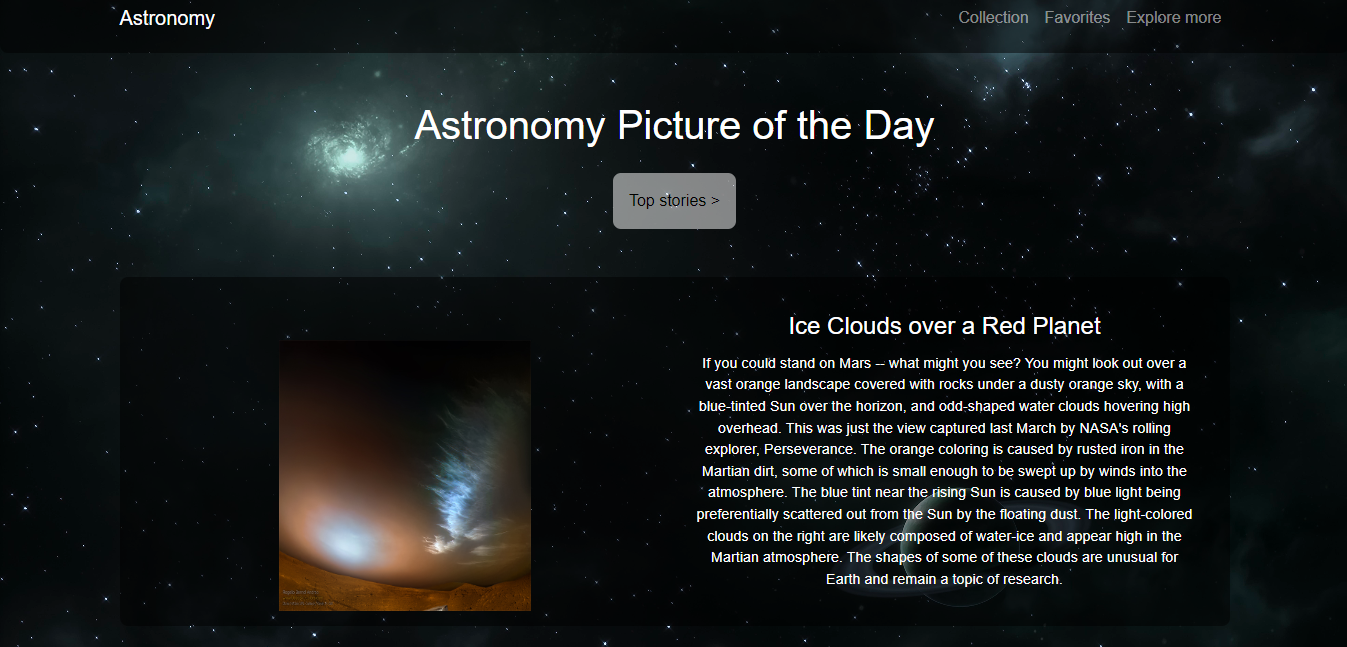 Astronomy
Collection
Favorites
Explore more
Astronomy Picture of the Day
Top stories >
Ice Clouds over a Red Planet
If you could stand on Mars -- what might you see? You might look out over a
vast orange landscape covered with rocks under a dusty orange sky, with a
blue-tinted Sun over the horizon, and odd-shaped water clouds hovering high
overhead. This was just the view captured last March by NASA's rolling
explorer, Perseverance. The orange coloring is caused by rusted iron in the
Martian dirt, some of which is small enough to be swept up by winds into the
atmosphere. The blue tint near the rising Sun is caused by blue light being
preferentially scattered out from the Sun by the floating dust. The light-colored
clouds on the right are likely composed of water-ice and appear high in the
Martian atmosphere. The shapes of some of these clouds are unusual for
Earth and remain a topic of research.